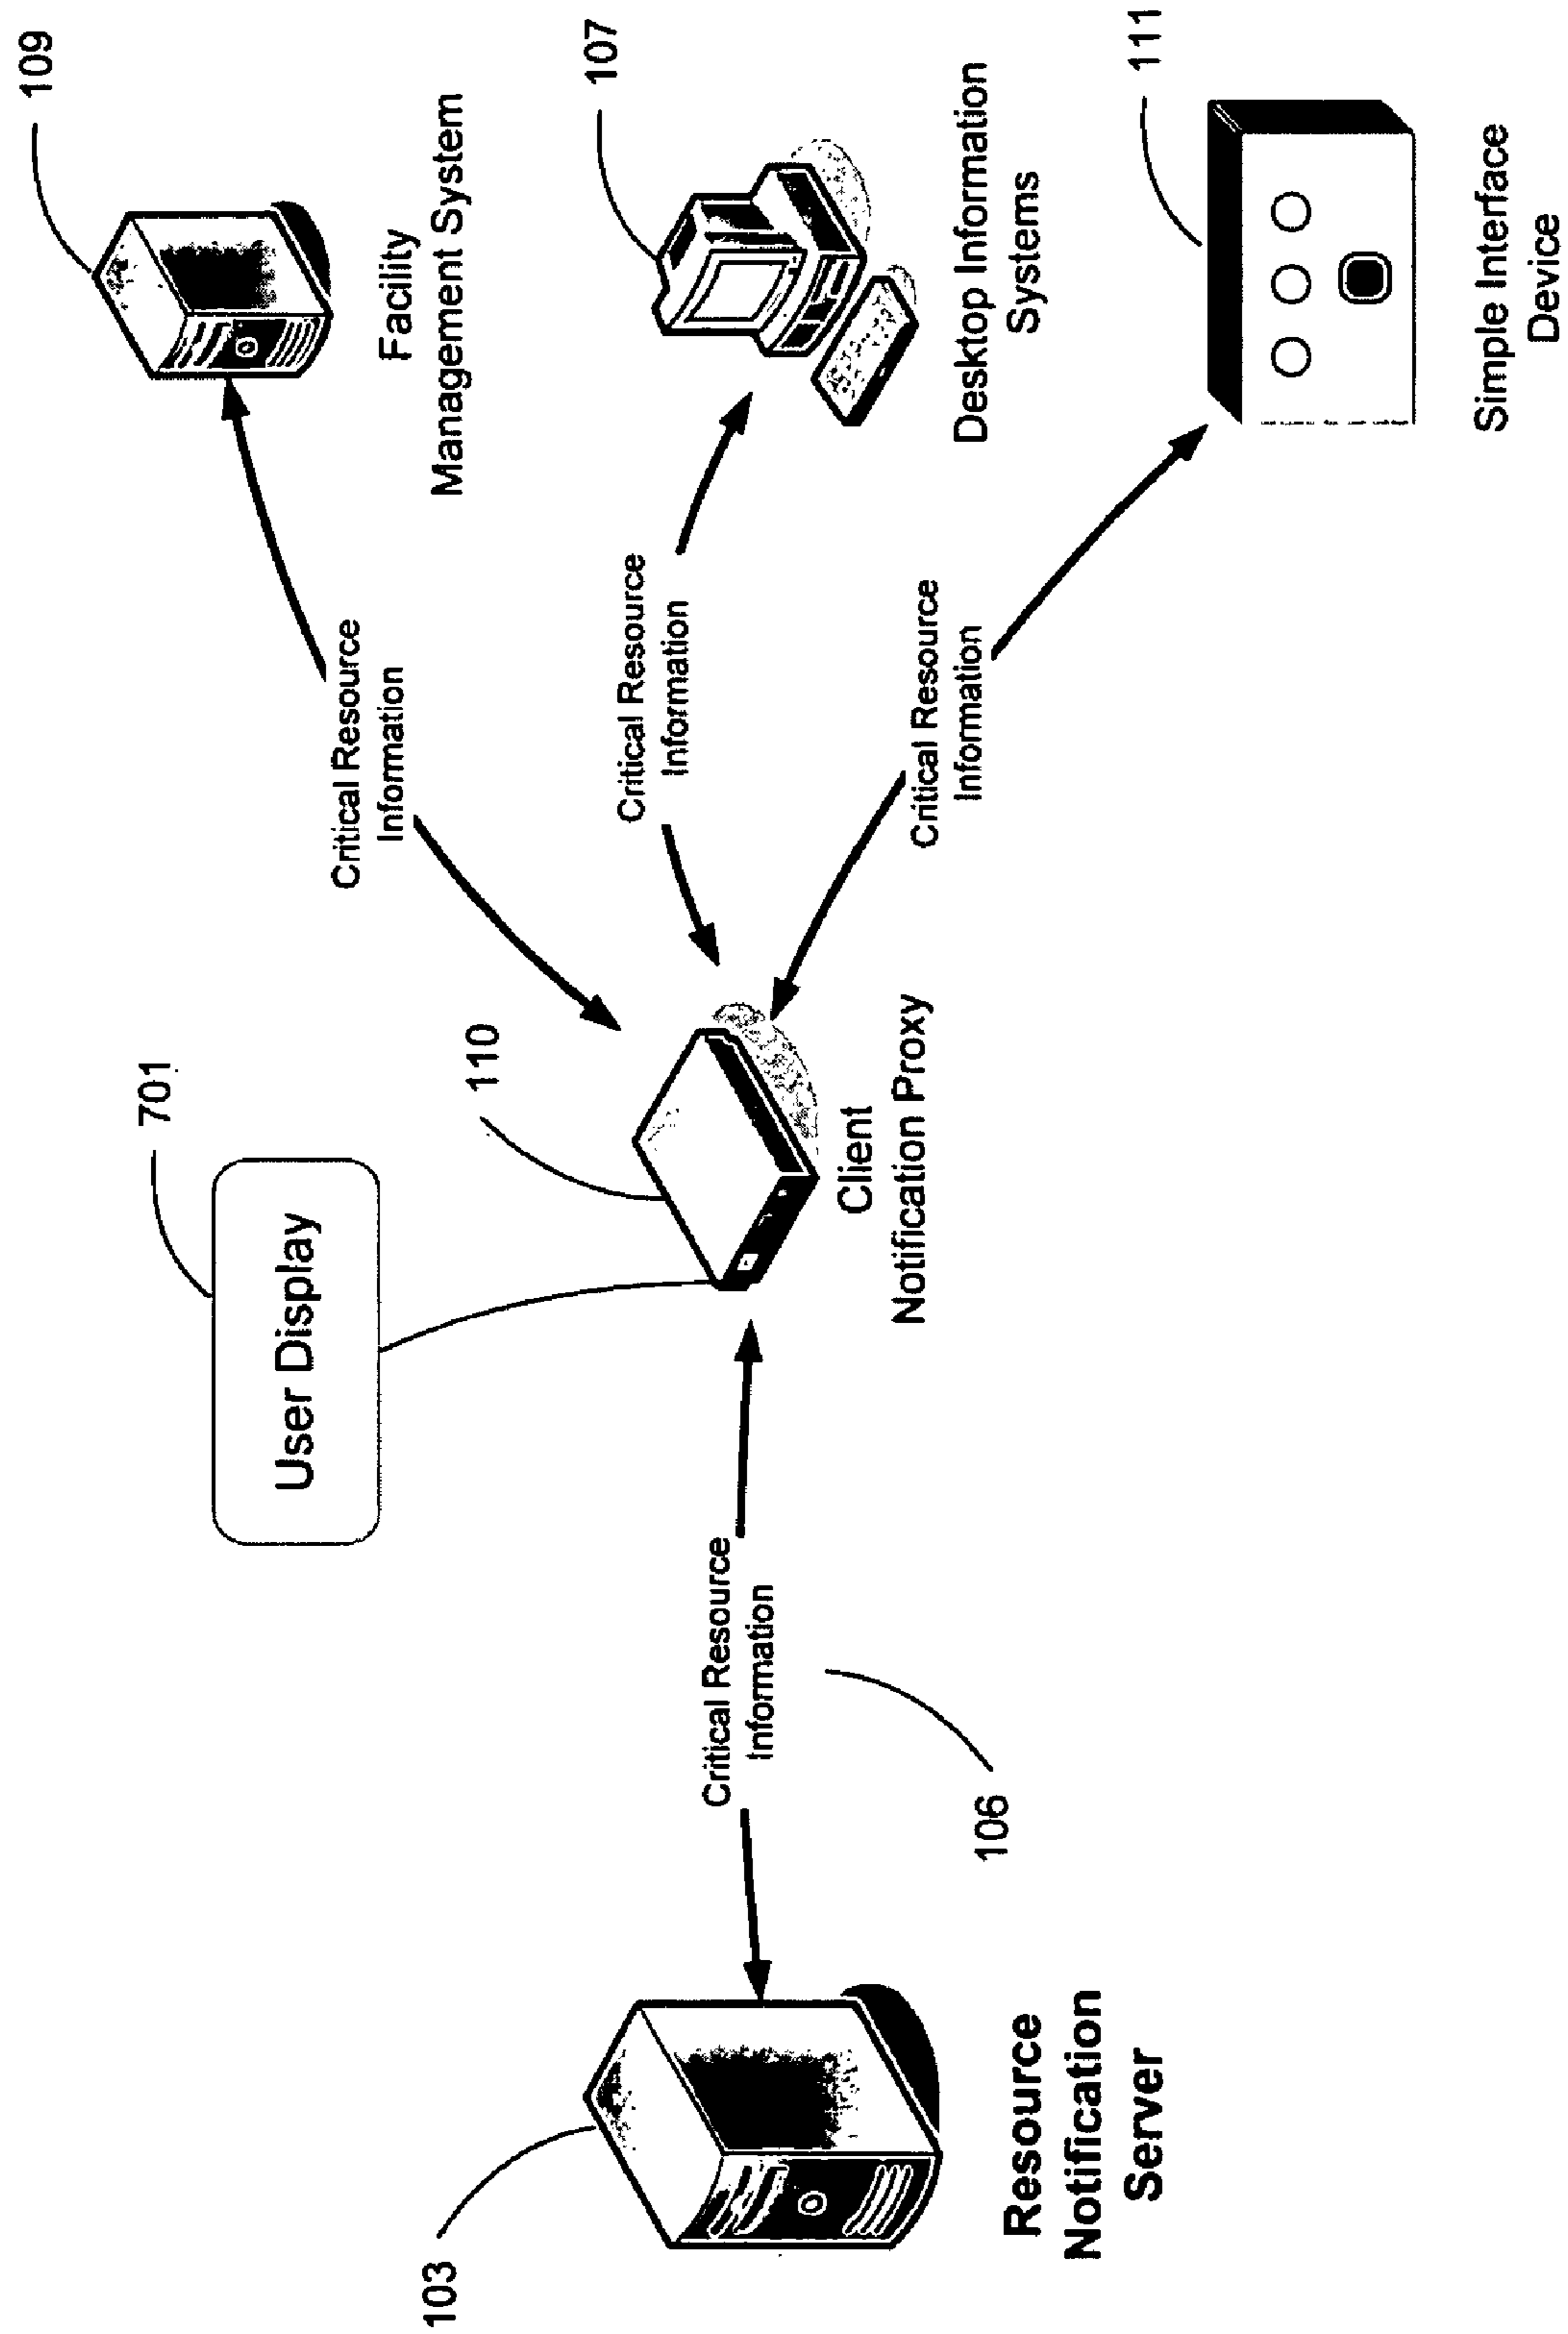 109
Facility
Management System
701
User Display
110
Critical Resource
Information
107
Critical Resource
Information
Desktop Information
Systems
Critical Resource
Information
Client
Notification Proxy
Critical Resource
Information
111
106
103
Resource
Notification
Server
Simple Interface
Device